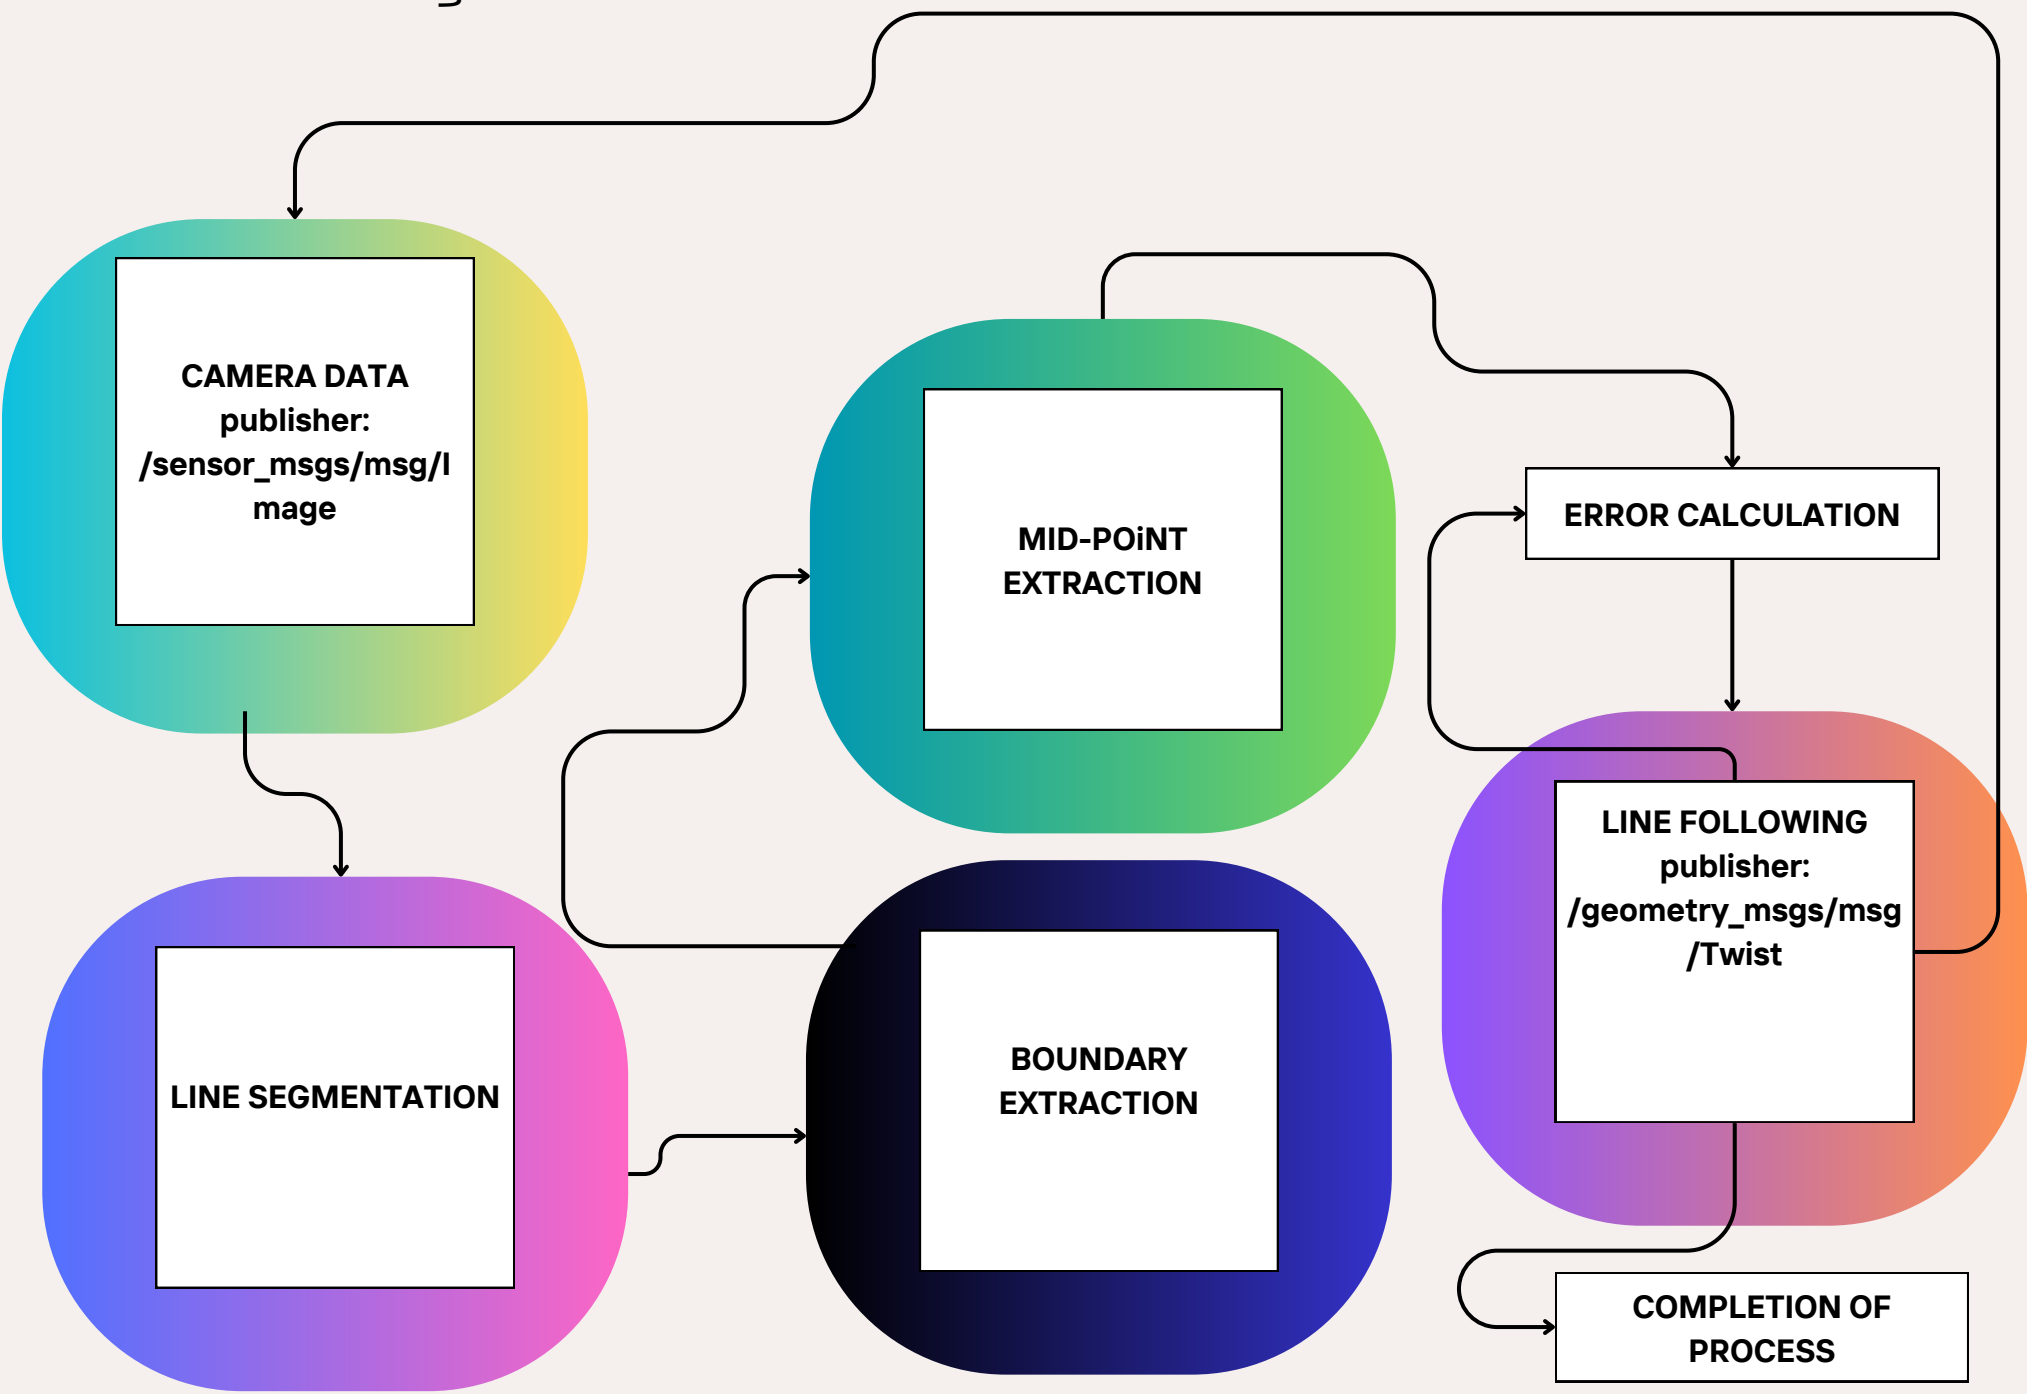 CAMERA DATA
publisher:
/sensor_msgs/msg/I
mage
MID-POiNT
EXTRACTION
ERROR CALCULATION
LINE FOLLOWING
publisher:
/geometry_msgs/msg
/Twist
LINE SEGMENTATION
BOUNDARY
EXTRACTION
COMPLETION OF
PROCESS